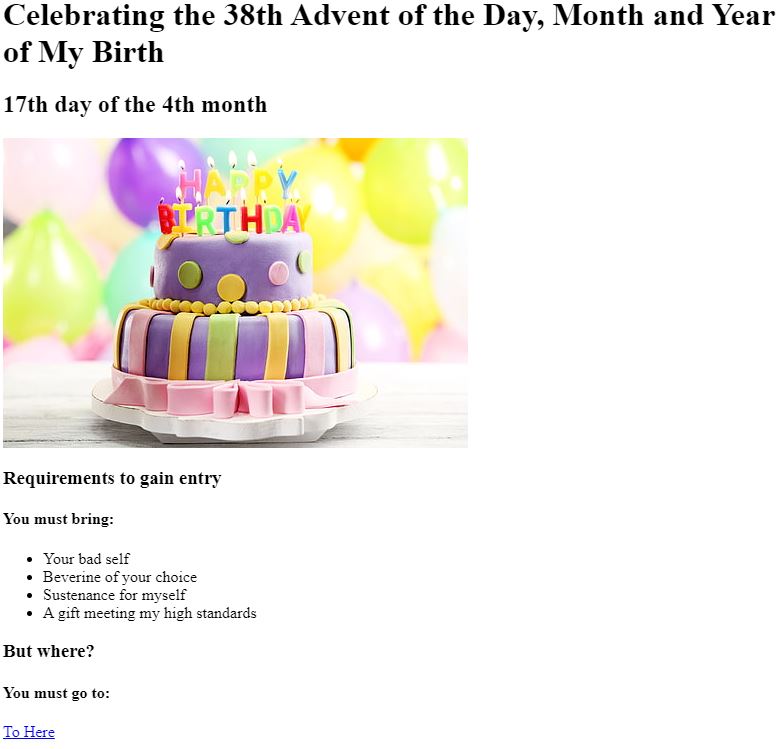 Celebrating the 38th Advent of the Day, Month and Year
of My Birth
17th day of the 4th month
HAPPY
BIRTHDAY
Requirements to gain entry
You must bring:
Your bad self
Beverine of your choice
Sustenance for myself
A gift meeting my high standards
But where?
You must go to:
To Here